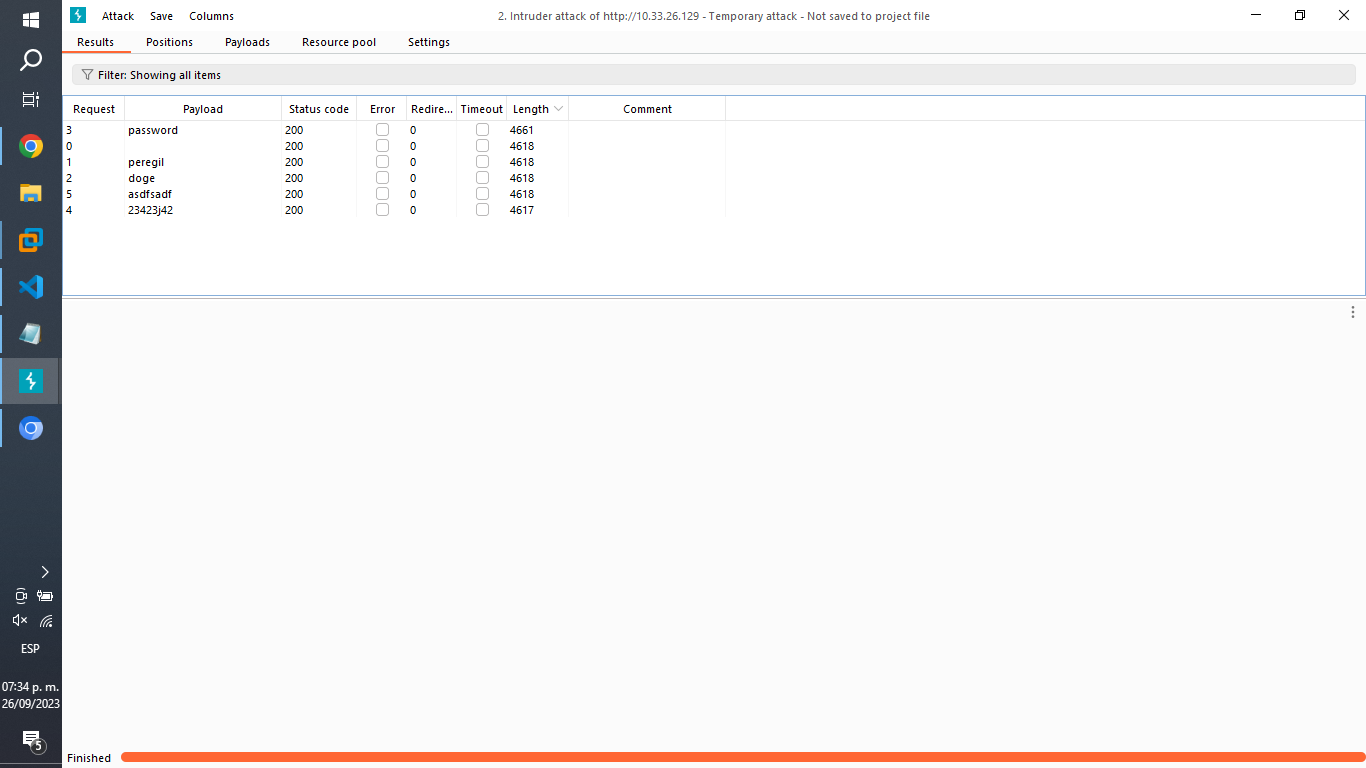 Attack Save Columns 2. Intruder attack of http://10.33.26.129 - Temporary attack - Not saved to project file
Results Positions Payloads Resource pool Settings
Filter: Showing all items
Request Payload Status code Error Redire... Timeout Length Comment
3 password 200 0 4661
0 200 0 4618
1 peregil 200 0 4618
2 doge 200 0 4618
5 asdfsadf 200 0 4618
4 23423j42 200 0 4617
ESP
07:34 p. m.
26/09/2023
5
Finished